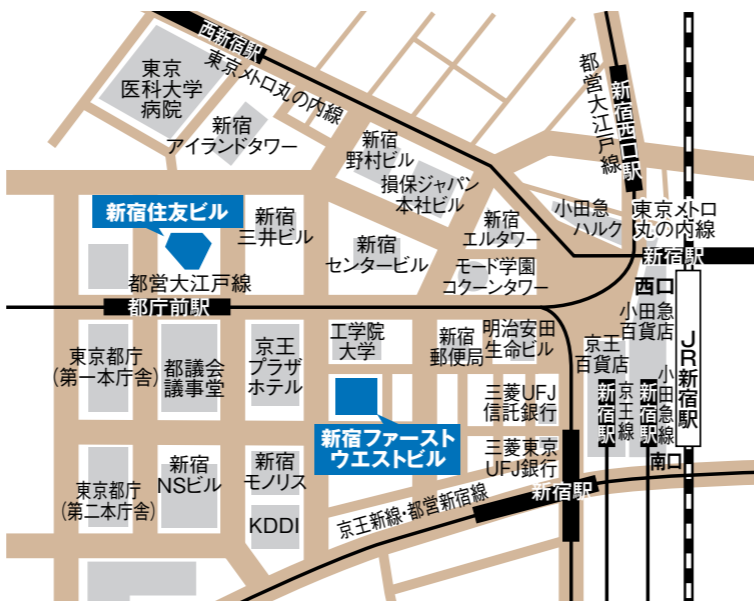 西新宿駅
東京メトロ丸の内線
東京
医科大学
病院
新宿
アイランドタワー
新宿
野村ビル
損保ジャパン
本社ビル
都営大江戸線
新宿西口駅
新宿住友ビル
新宿
三井ビル
新宿
センタービル
新宿
エルタワー
モード学園
コクーンタワー
小田急
ハルク
東京メトロ
丸の内線
新宿駅
西口
小田急
百貨店
都営大江戸線
都庁前駅
東京都庁
(第一本庁舎)
都議会
議事堂
京王
プラザ
ホテル
工学院
大学
新宿
郵便局
明治安田
生命ビル
京王
百貨店
新宿駅
京王線
新宿駅
小田急線
JR新宿駅
南口
三菱UFJ
信託銀行
三菱東京
UFJ銀行
新宿ファースト
ウエストビル
東京都庁
(第二本庁舎)
新宿
NSビル
新宿
モノリス
KDDI
京王新線・都営新宿線
新宿駅